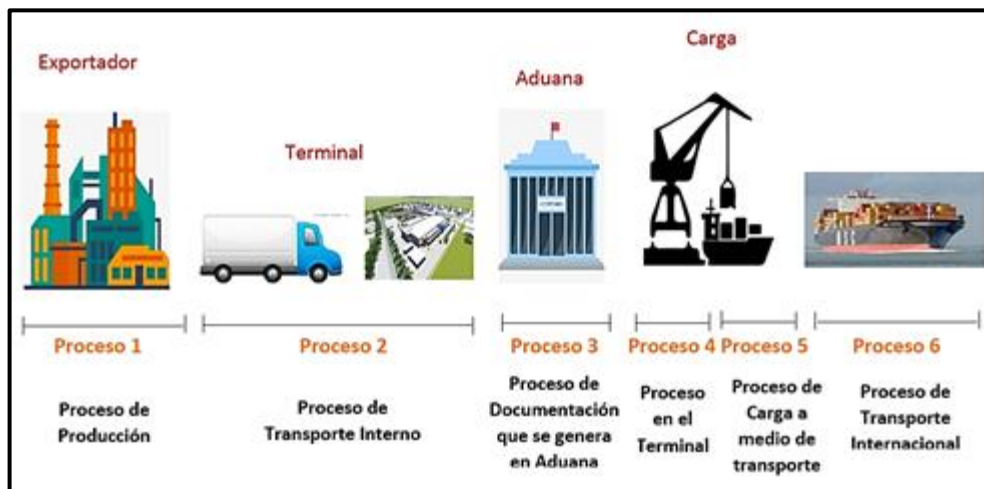 Exportador
Terminal
Aduana
Carga
Proceso 1
Proceso 2
Proceso 3
Proceso 4
Proceso 5
Proceso 6
Proceso de
Producción
Proceso de
Transporte Interno
Proceso de
Documentación
que se genera
en Aduana
Proceso
en el
Terminal
Proceso de
Carga a
medio de
transporte
Proceso de
Transporte
Internacional